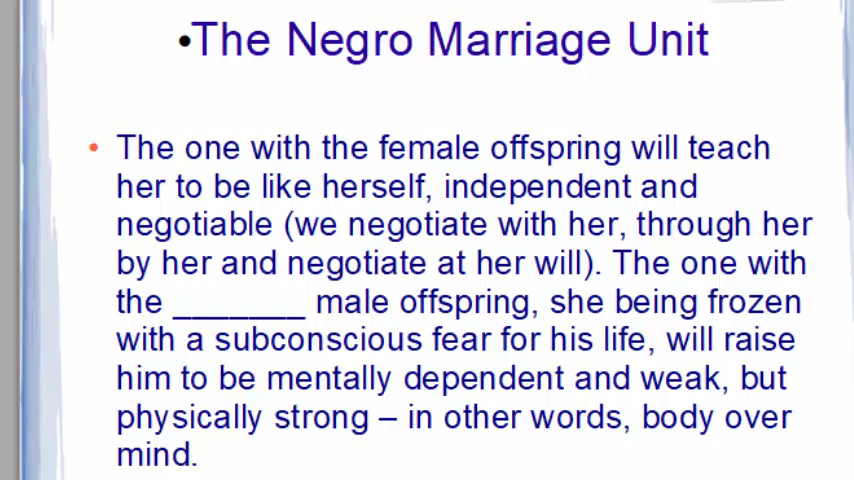 •The Negro Marriage Unit
• The one with the female offspring will teach
her to be like herself, independent and
negotiable (we negotiate with her, through her
by her and negotiate at her will). The one with
the _______ male offspring, she being frozen
with a subconscious fear for his life, will raise
him to be mentally dependent and weak, but
physically strong – in other words, body over
mind.